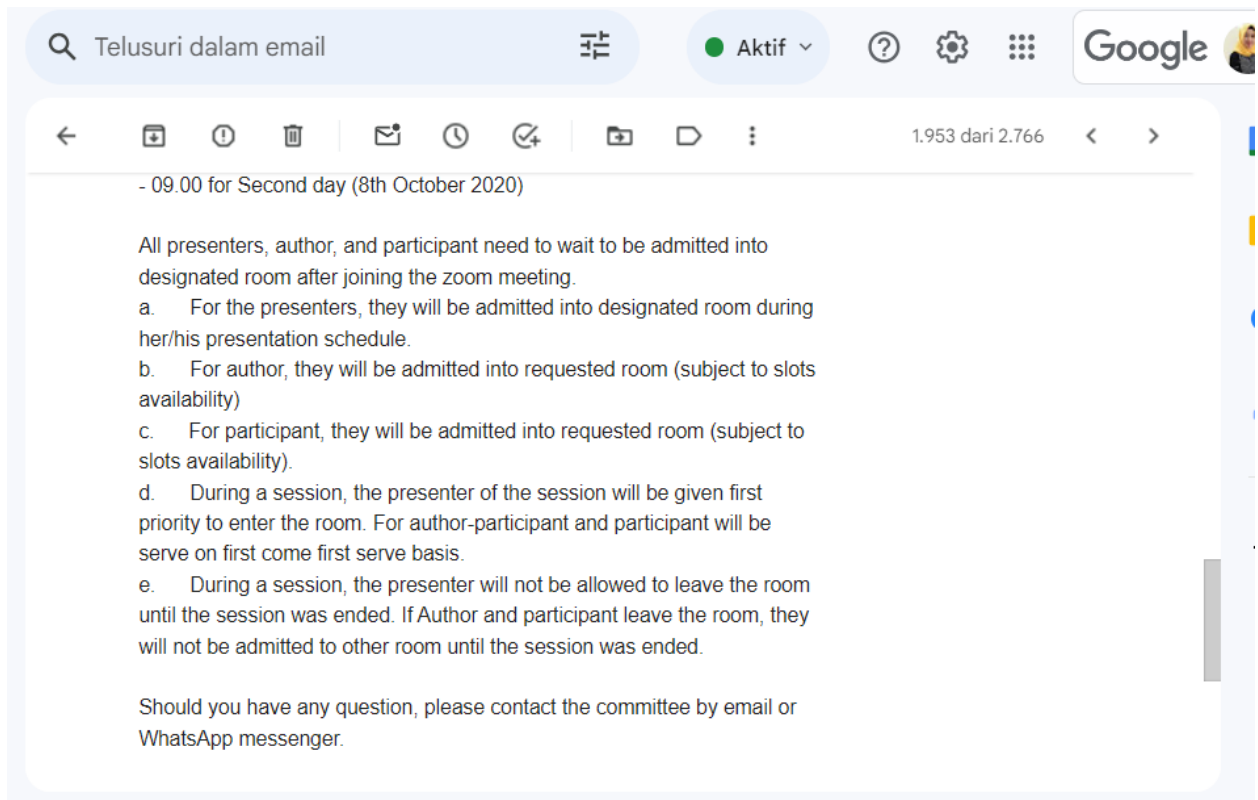 Telusuri dalam email
Aktif
Google
1.953 dari 2.766
- 09.00 for Second day (8th October 2020)
All presenters, author, and participant need to wait to be admitted into
designated room after joining the zoom meeting.
a. For the presenters, they will be admitted into designated room during
her/his presentation schedule.
b. For author, they will be admitted into requested room (subject to slots
availability)
c. For participant, they will be admitted into requested room (subject to
slots availability).
d. During a session, the presenter of the session will be given first
priority to enter the room. For author-participant and participant will be
serve on first come first serve basis.
e. During a session, the presenter will not be allowed to leave the room
until the session was ended. If Author and participant leave the room, they
will not be admitted to other room until the session was ended.
Should you have any question, please contact the committee by email or
WhatsApp messenger.